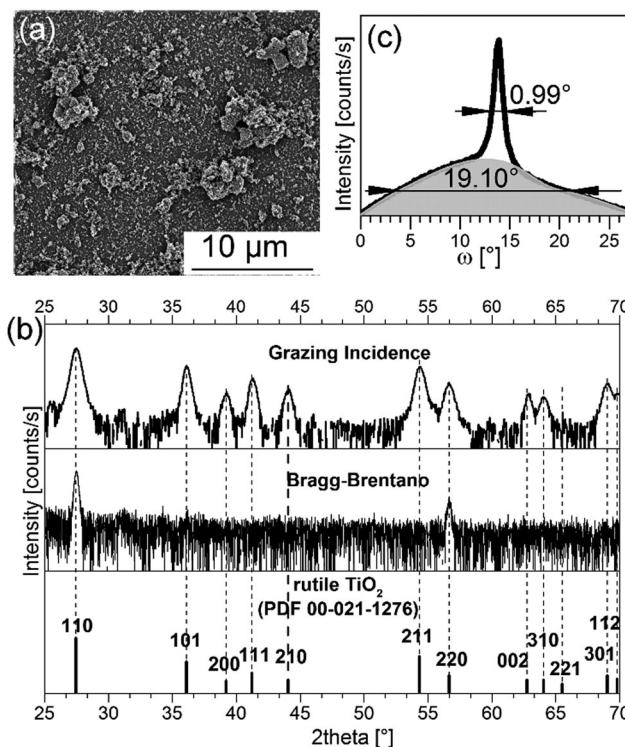 (a)
10 µm
(c)
Intensity [counts/s]
0.99°
19.10°
0 5 10 15 20 25
ω [°]
(b)
25 30 35 40 45 50 55 60 65 70
Intensity [counts/s]
Grazing Incidence
Bragg-Brentano
rutile TiO₂
(PDF 00-021-1276)
110 101 200 111 210 211 220 002 310 221 301 112
25 30 35 40 45 50 55 60 65 70
2theta [°]